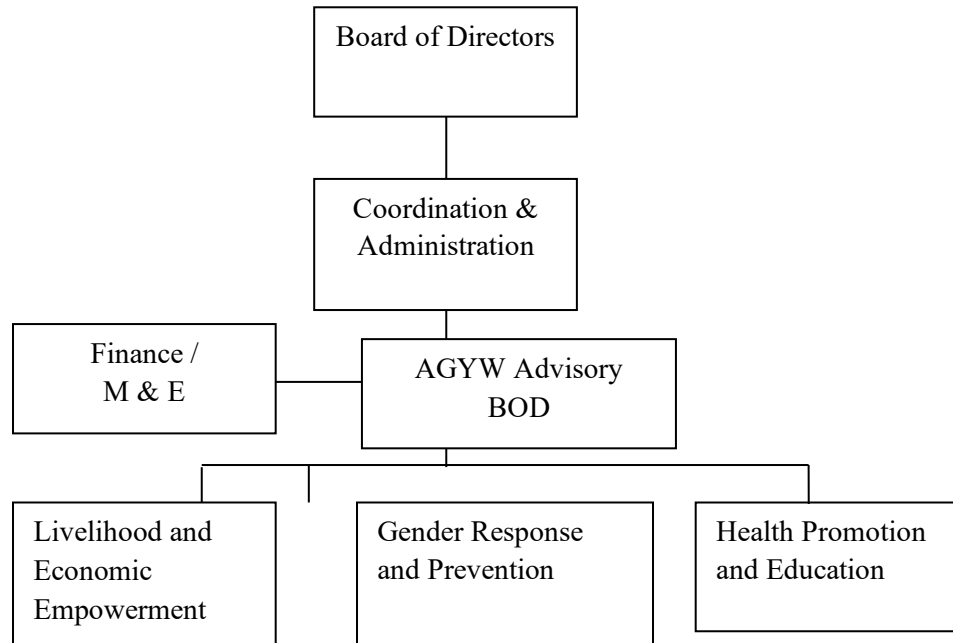 Board of Directors
Coordination &
Administration
Finance /
M & E
AGYW Advisory
BOD
Livelihood and
Economic
Empowerment
Gender Response
and Prevention
Health Promotion
and Education